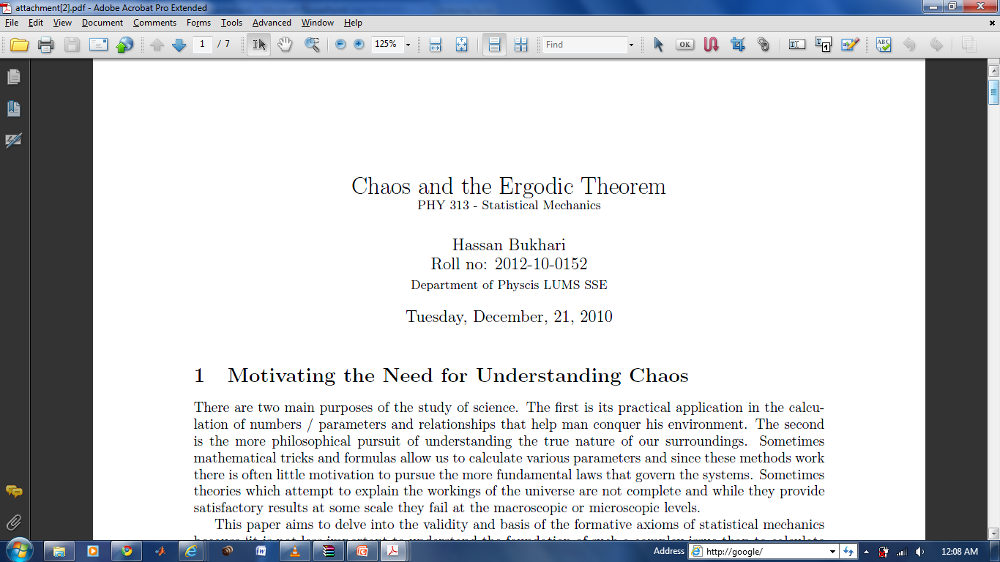 attachment[2].pdf - Adobe Acrobat Pro Extended
File Edit View Document Comments Forms Tools Advanced Window Help
1 / 7 125% Find OK
Chaos and the Ergodic Theorem
PHY 313 - Statistical Mechanics
Hassan Bukhari
Roll no: 2012-10-0152
Department of Physcis LUMS SSE
Tuesday, December, 21, 2010
1 Motivating the Need for Understanding Chaos
There are two main purposes of the study of science. The first is its practical application in the calcu-
lation of numbers / parameters and relationships that help man conquer his environment. The second
is the more philosophical pursuit of understanding the true nature of our surroundings. Sometimes
mathematical tricks and formulas allow us to calculate various parameters and since these methods work
there is often little motivation to pursue the more fundamental laws that govern the systems. Sometimes
theories which attempt to explain the workings of the universe are not complete and while they provide
satisfactory results at some scale they fail at the macroscopic or microscopic levels.
This paper aims to delve into the validity and basis of the formative axioms of statistical mechanics
Address http://google/ 12:08 AM